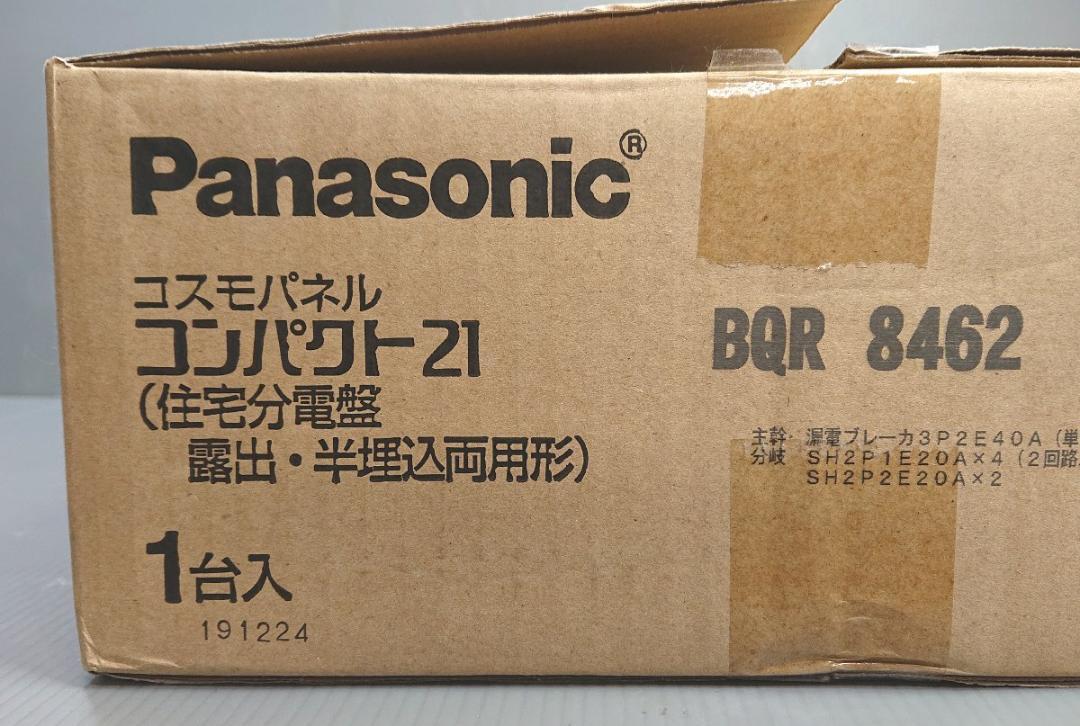 Panasonic®
コスモパネル
コンパクト21
(住宅分電盤
露出・半埋込両用形)
1台入
191224
BQR 8462
主幹 漏電ブレーカ3P2E40A(単
分岐 SH2P1E20A×4(2回路
SH2P2E20A×2